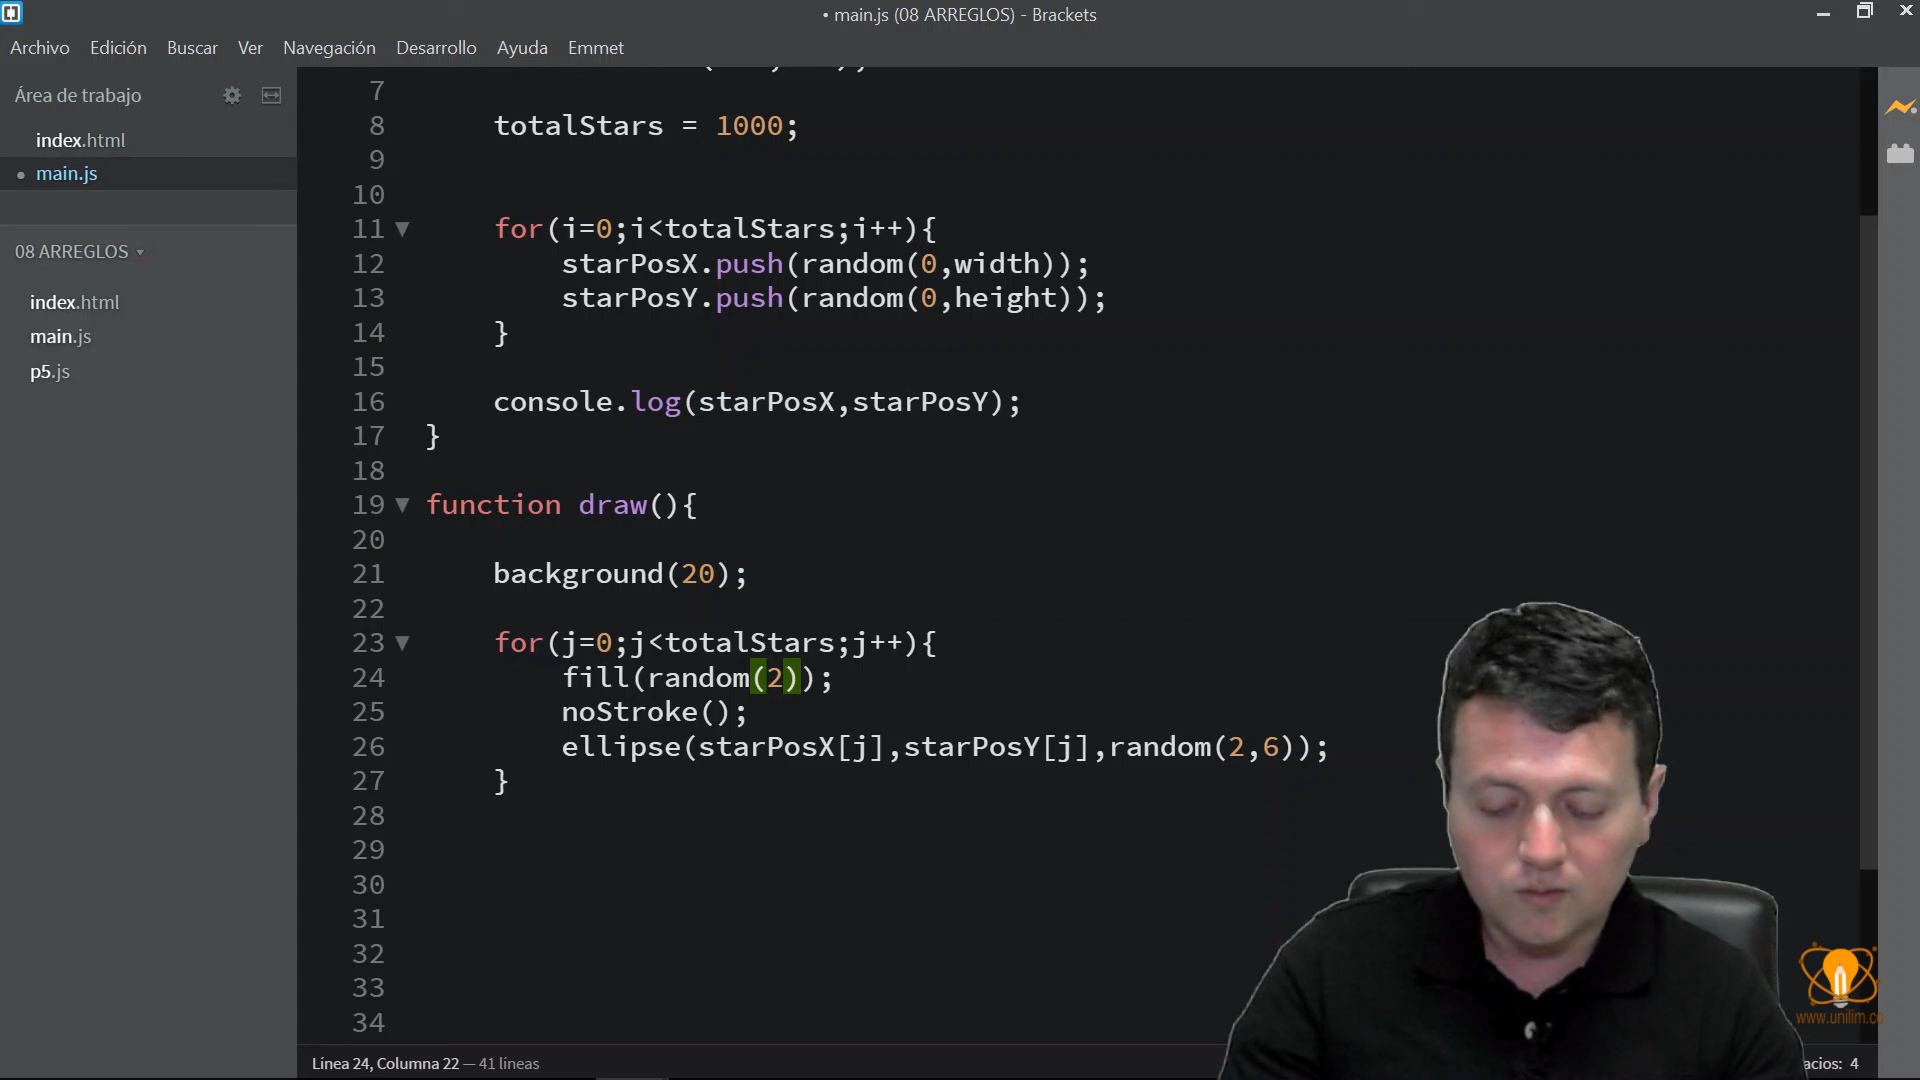 • main.js (08 ARREGLOS) - Brackets
Archivo Edición Buscar Ver Navegación Desarrollo Ayuda Emmet
Área de trabajo
index.html
• main.js
08 ARREGLOS
index.html
main.js
p5.js
7
8 totalStars = 1000;
9
10
11 for(i=0;i<totalStars;i++){
12 starPosX.push(random(0,width));
13 starPosY.push(random(0,height));
14 }
15
16 console.log(starPosX,starPosY);
17 }
18
19 function draw(){
20
21 background(20);
22
23 for(j=0;j<totalStars;j++){
24 fill(random(2));
25 noStroke();
26 ellipse(starPosX[j],starPosY[j],random(2,6));
27 }
28
29
30
31
32
33
34
Línea 24, Columna 22 — 41 líneas
4